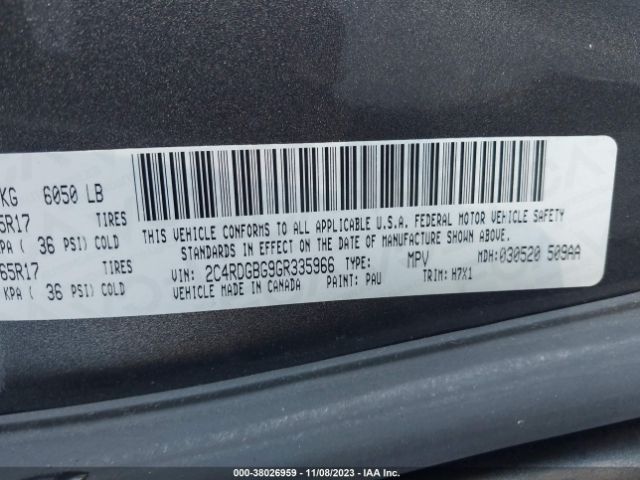 KG 6050 LB
5R17 TIRES
KPA ( 36 PSI) COLD
65R17 TIRES
KPA ( 36 PSI) COLD
THIS VEHICLE CONFORMS TO ALL APPLICABLE U.S.A. FEDERAL MOTOR VEHICLE SAFETY
STANDARDS IN EFFECT ON THE DATE OF MANUFACTURE SHOWN ABOVE.
VIN: 2C4RDGBG9GR335966 TYPE: MPV MDH: 030520 509AA
VEHICLE MADE IN CANADA PAINT: PAU TRIM: H7X1
000-38026959 - 11/08/2023 - IAA Inc.